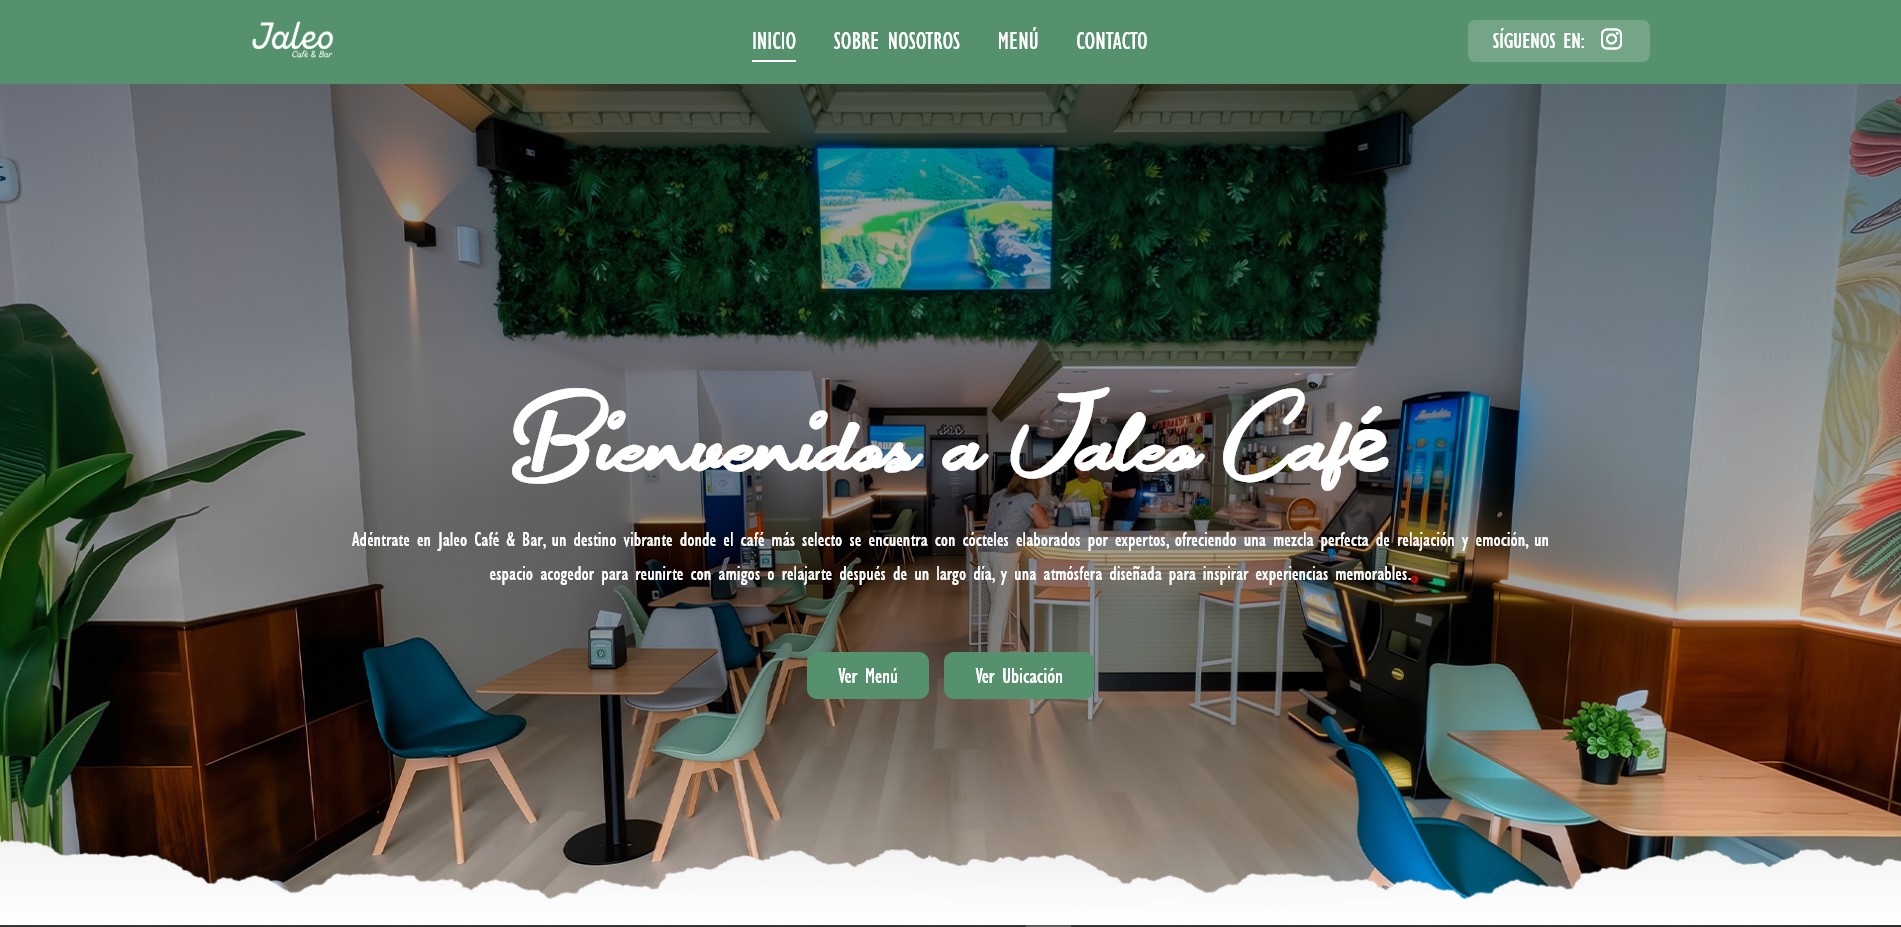 Jaleo
Café & Bar
INICIO SOBRE NOSOTROS MENÚ CONTACTO
SÍGUENOS EN:
Bienvenidos a Jaleo Café
Adéntrate en Jaleo Café & Bar, un destino vibrante donde el café más selecto se encuentra con cócteles elaborados por expertos, ofreciendo una mezcla perfecta de relajación y emoción, un
espacio acogedor para reunirte con amigos o relajarte después de un largo día, y una atmósfera diseñada para inspirar experiencias memorables.
Ver Menú Ver Ubicación